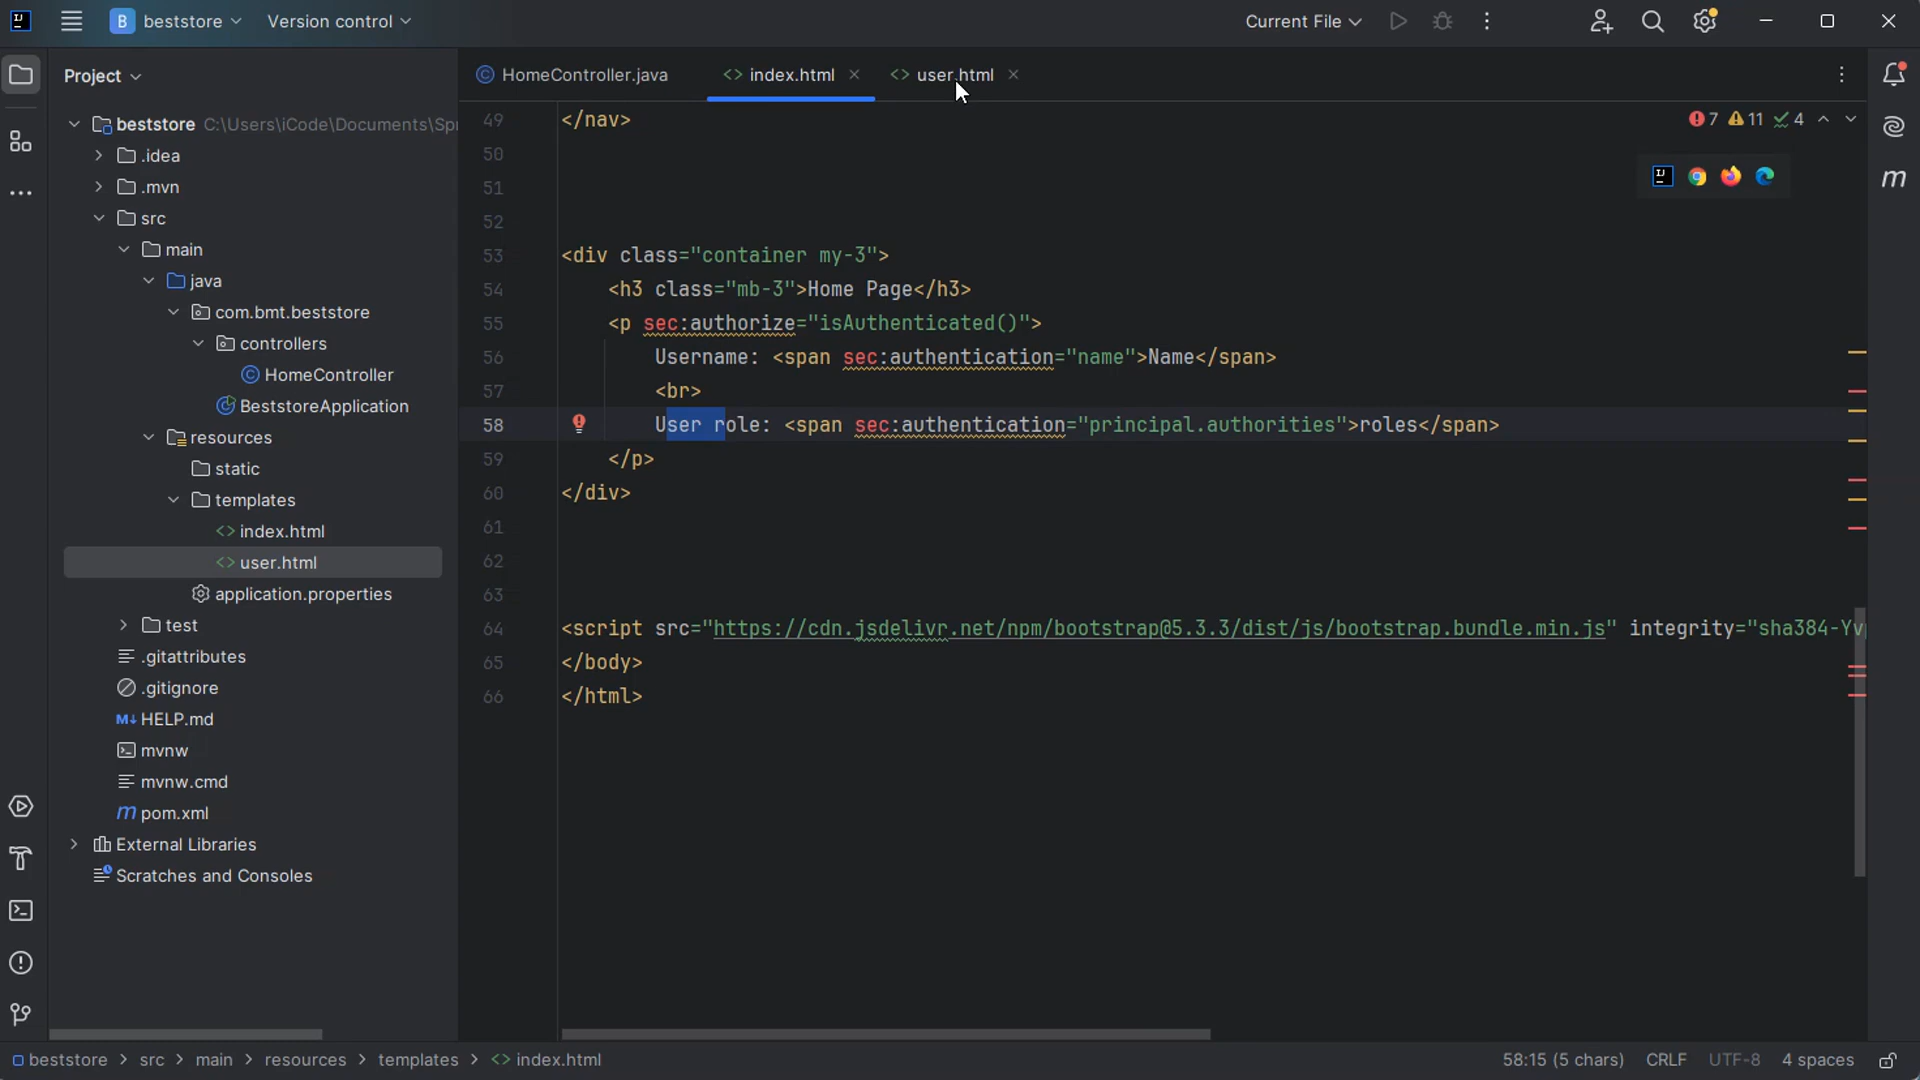 B beststore
Version control
Current File
Project
beststore C:\Users\iCode\Documents\Spr
.idea
.mvn
src
main
java
com.bmt.beststore
controllers
HomeController
BeststoreApplication
resources
static
templates
index.html
user.html
application.properties
test
.gitattributes
.gitignore
HELP.md
mvnw
mvnw.cmd
pom.xml
External Libraries
Scratches and Consoles
HomeController.java
index.html
user.html
7 11 4
49 </nav>
50
51
52
53 <div class="container my-3">
54 <h3 class="mb-3">Home Page</h3>
55 <p sec:authorize="isAuthenticated()">
56 Username: <span sec:authentication="name">Name</span>
57 <br>
58 User role: <span sec:authentication="principal.authorities">roles</span>
59 </p>
60 </div>
61
62
63
64 <script src="https://cdn.jsdelivr.net/npm/bootstrap@5.3.3/dist/js/bootstrap.bundle.min.js" integrity="sha384-Yv
65 </body>
66 </html>
beststore > src > main > resources > templates > index.html
58:15 (5 chars) CRLF UTF-8 4 spaces